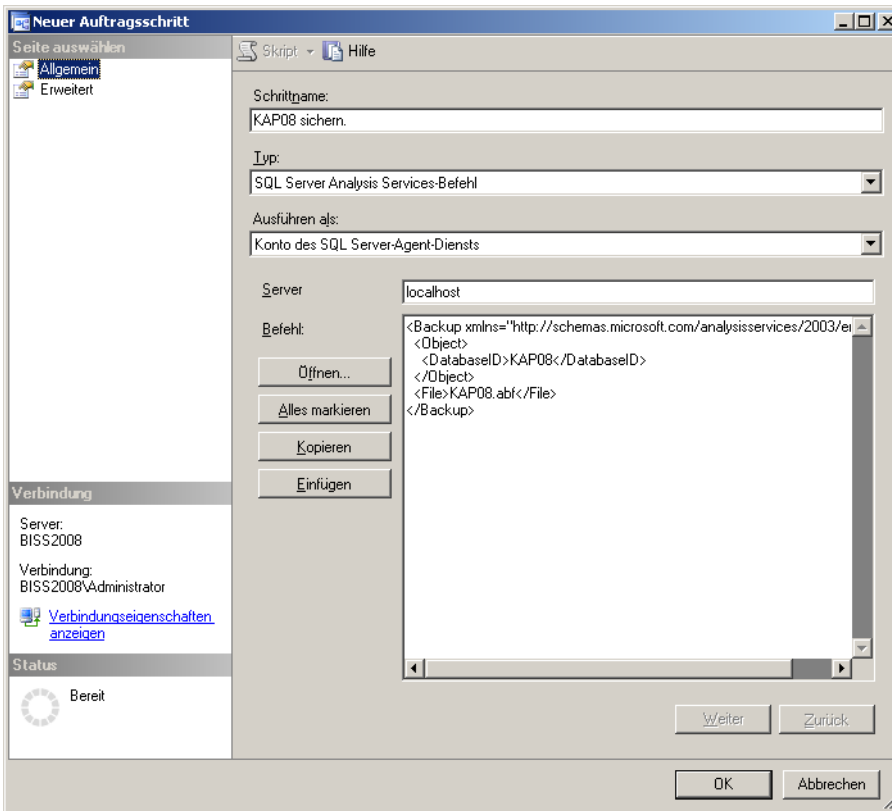 Neuer Auftragsschritt
Seite auswählen
Allgemein
Erweitert
Skript
Hilfe
Schrittname:
KAP08 sichern.
Typ:
SQL Server Analysis Services-Befehl
Ausführen als:
Konto des SQL Server-Agent-Diensts
Server
localhost
Befehl:
<Backup xmlns="http://schemas.microsoft.com/analysisservices/2003/e
<Object>
<DatabaseID>KAP08</DatabaseID>
</Object>
<File>KAP08.abf</File>
</Backup>
Öffnen...
Alles markieren
Kopieren
Einfügen
Verbindung
Server:
BISS2008
Verbindung:
BISS2008\Administrator
Verbindungseigenschaften
anzeigen
Status
Bereit
Weiter
Zurück
OK
Abbrechen